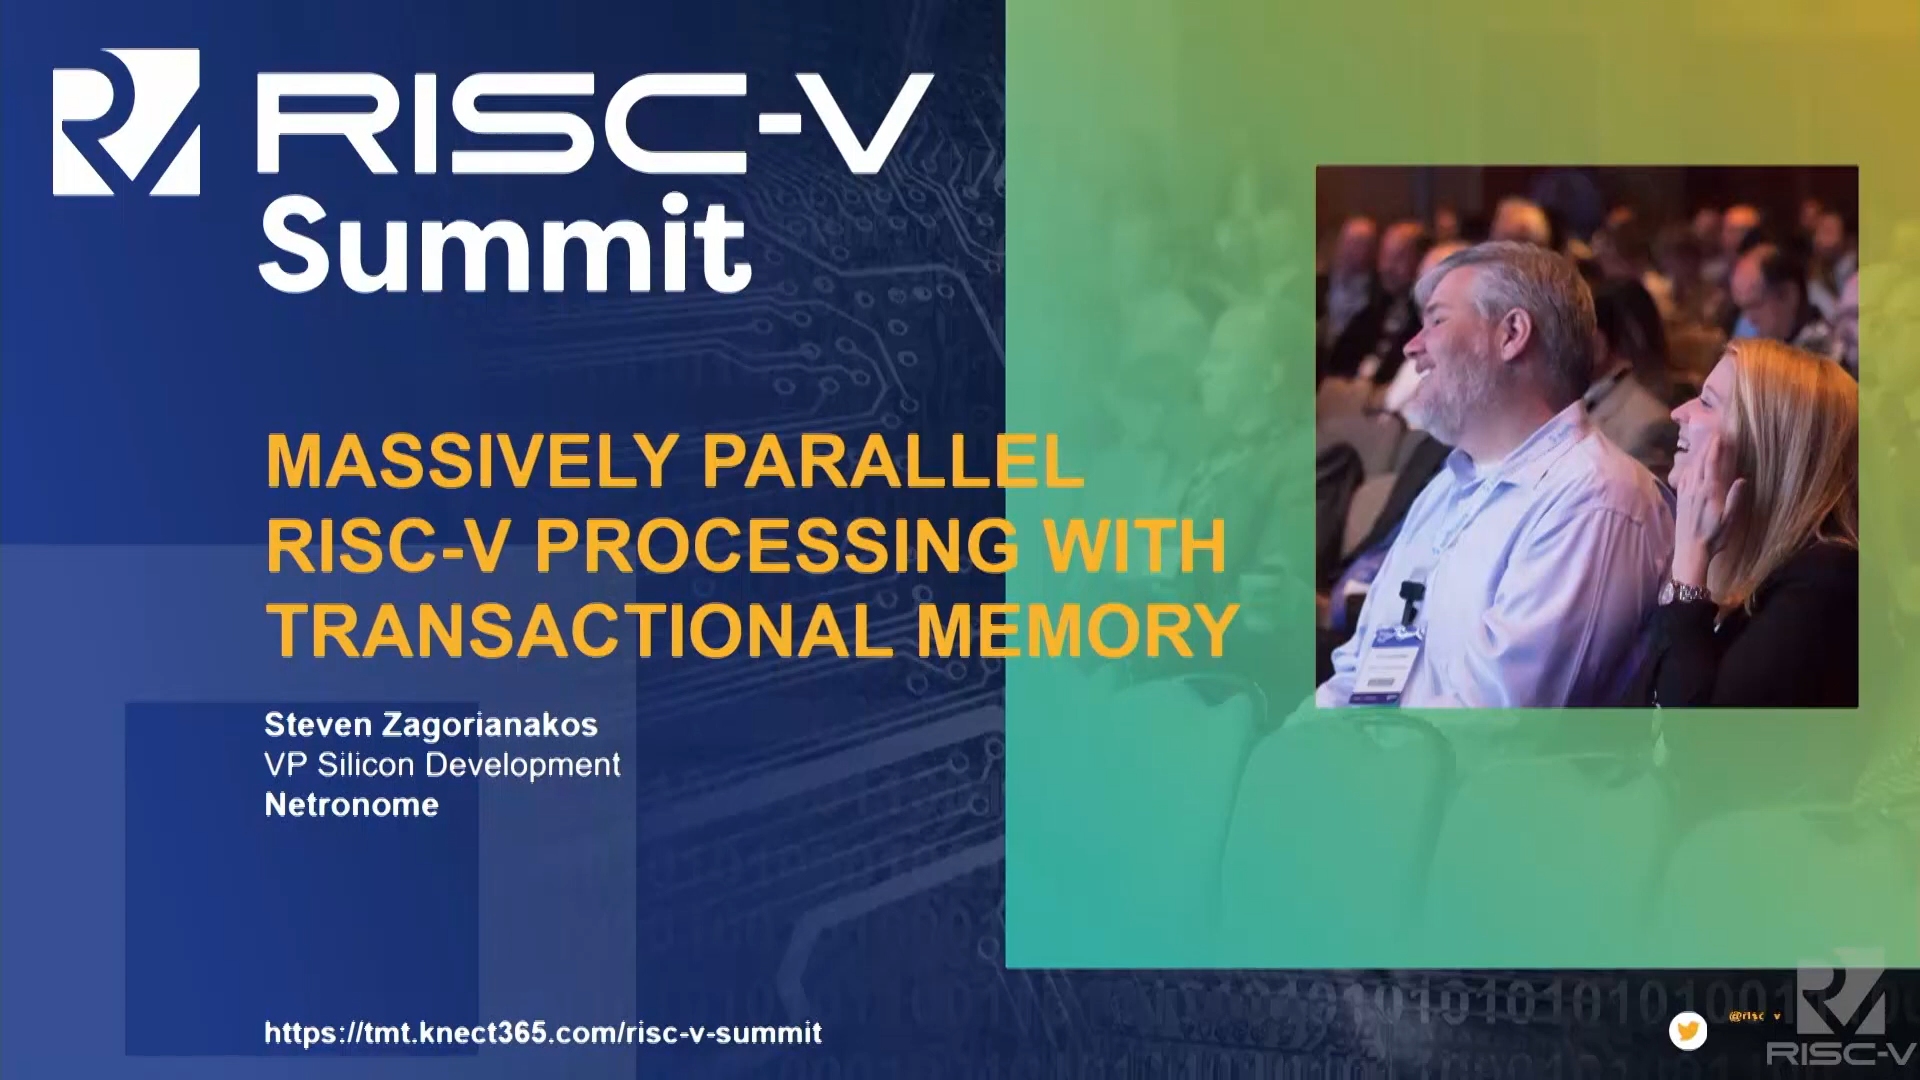 RISC-V
Summit
MASSIVELY PARALLEL
RISC-V PROCESSING WITH
TRANSACTIONAL MEMORY
Steven Zagorianakos
VP Silicon Development
Netronome
https://tmt.knect365.com/risc-v-summit
@risc_v
RISC-V